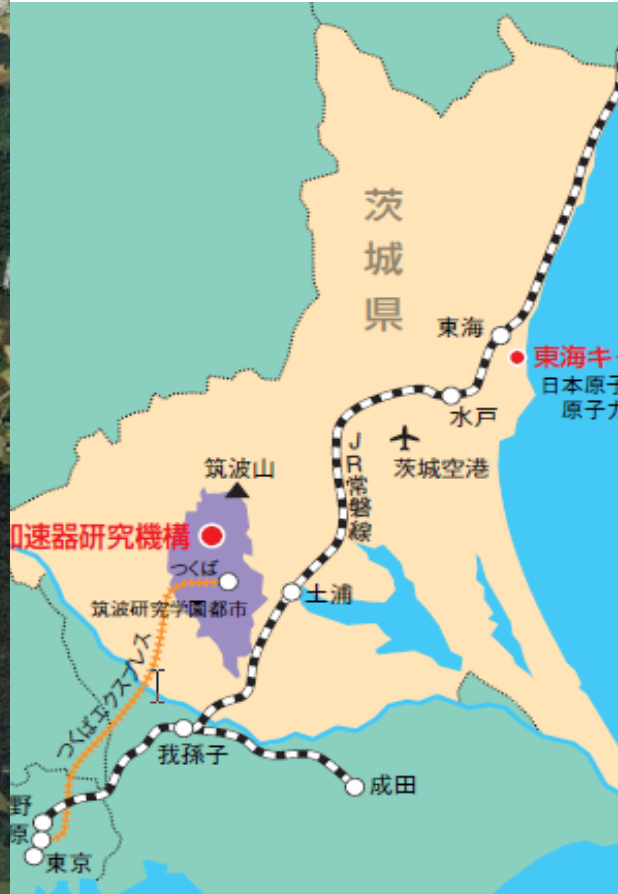 茨城県
東海
東海キ
日本原子
原子力
水戸
JR常磐線
茨城空港
筑波山
加速器研究機構
つくば
土浦
筑波研究学園都市
つくばエクスプレス
我孫子
成田
野
原
東京